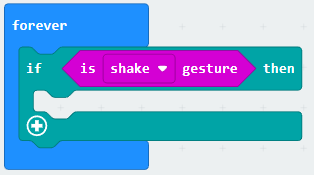 forever
if is shake gesture then